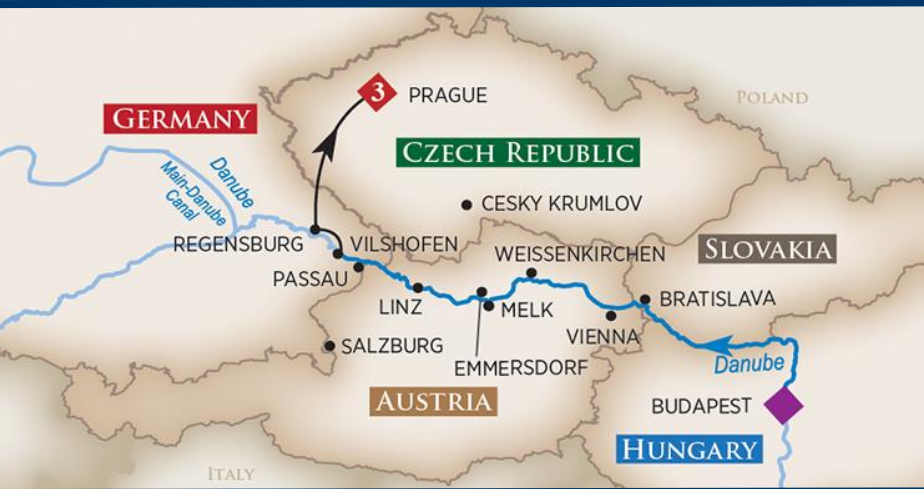 POLAND
3
PRAGUE
GERMANY
CZECH REPUBLIC
Danube
Main-Danube
Canal
CESKY KRUMLOV
REGENSBURG
VILSHOFEN
WEISSENKIRCHEN
SLOVAKIA
PASSAU
LINZ
MELK
BRATISLAVA
VIENNA
SALZBURG
EMMERSDORF
Danube
AUSTRIA
BUDAPEST
HUNGARY
ITALY